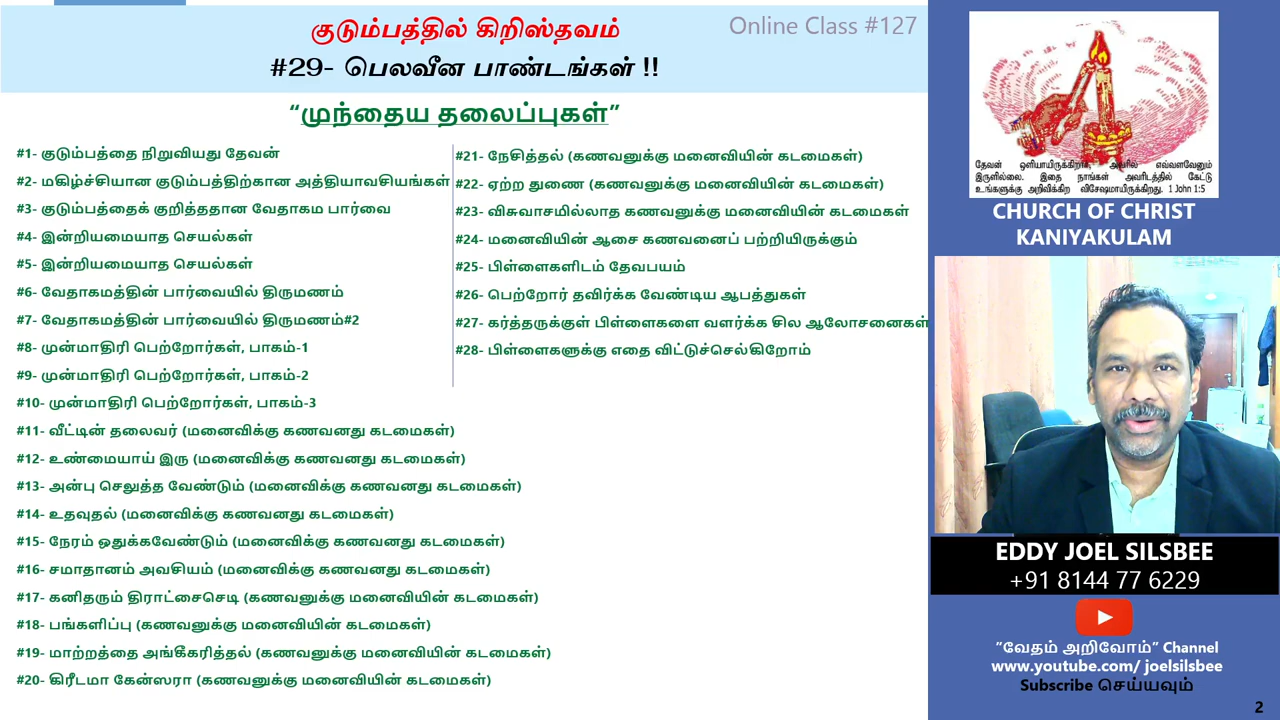 குடும்பத்தில் கிறிஸ்தவம்
Online Class #127
#29- பெலவீன பாண்டங்கள் !!
“முந்தைய தலைப்புகள்”
#1- குடும்பத்தை நிறுவியது தேவன்
#2- மகிழ்ச்சியான குடும்பத்திற்கான அத்தியாவசியங்கள்
#3- குடும்பத்தைக் குறித்ததான வேதாகம பார்வை
#4- இன்றியமையாத செயல்கள்
#5- இன்றியமையாத செயல்கள்
#6- வேதாகமத்தின் பார்வையில் திருமணம்
#7- வேதாகமத்தின் பார்வையில் திருமணம்#2
#8- முன்மாதிரி பெற்றோர்கள், பாகம்-1
#9- முன்மாதிரி பெற்றோர்கள், பாகம்-2
#10- முன்மாதிரி பெற்றோர்கள், பாகம்-3
#11- வீட்டின் தலைவர் (மனைவிக்கு கணவனது கடமைகள்)
#12- உண்மையாய் இரு (மனைவிக்கு கணவனது கடமைகள்)
#13- அன்பு செலுத்த வேண்டும் (மனைவிக்கு கணவனது கடமைகள்)
#14- உதவுதல் (மனைவிக்கு கணவனது கடமைகள்)
#15- நேரம் ஒதுக்கவேண்டும் (மனைவிக்கு கணவனது கடமைகள்)
#16- சமாதானம் அவசியம் (மனைவிக்கு கணவனது கடமைகள்)
#17- கனிதரும் திராட்சைசெடி (கணவனுக்கு மனைவியின் கடமைகள்)
#18- பங்களிப்பு (கணவனுக்கு மனைவியின் கடமைகள்)
#19- மாற்றத்தை அங்கீகரித்தல் (கணவனுக்கு மனைவியின் கடமைகள்)
#20- கிரீடமா கேன்ஸரா (கணவனுக்கு மனைவியின் கடமைகள்)
#21- நேசித்தல் (கணவனுக்கு மனைவியின் கடமைகள்)
#22- ஏற்ற துணை (கணவனுக்கு மனைவியின் கடமைகள்)
#23- விசுவாசமில்லாத கணவனுக்கு மனைவியின் கடமைகள்
#24- மனைவியின் ஆசை கணவனைப் பற்றியிருக்கும்
#25- பிள்ளைகளிடம் தேவபயம்
#26- பெற்றோர் தவிர்க்க வேண்டிய ஆபத்துகள்
#27- கர்த்தருக்குள் பிள்ளைகளை வளர்க்க சில ஆலோசனைகள்
#28- பிள்ளைகளுக்கு எதை விட்டுச்செல்கிறோம்
தேவன் ஒளியாயிருக்கிறார், அவரில் எவ்வளவேனும்
இருளில்லை. இதை நாங்கள் அவரிடத்தில் கேட்டு
உங்களுக்கு அறிவிக்கிற விசேஷமாயிருக்கிறது. 1 John 1:5
CHURCH OF CHRIST
KANIYAKULAM
EDDY JOEL SILSBEE
+91 8144 77 6229
”வேதம் அறிவோம்” Channel
www.youtube.com/ joelsilsbee
Subscribe செய்யவும்
2